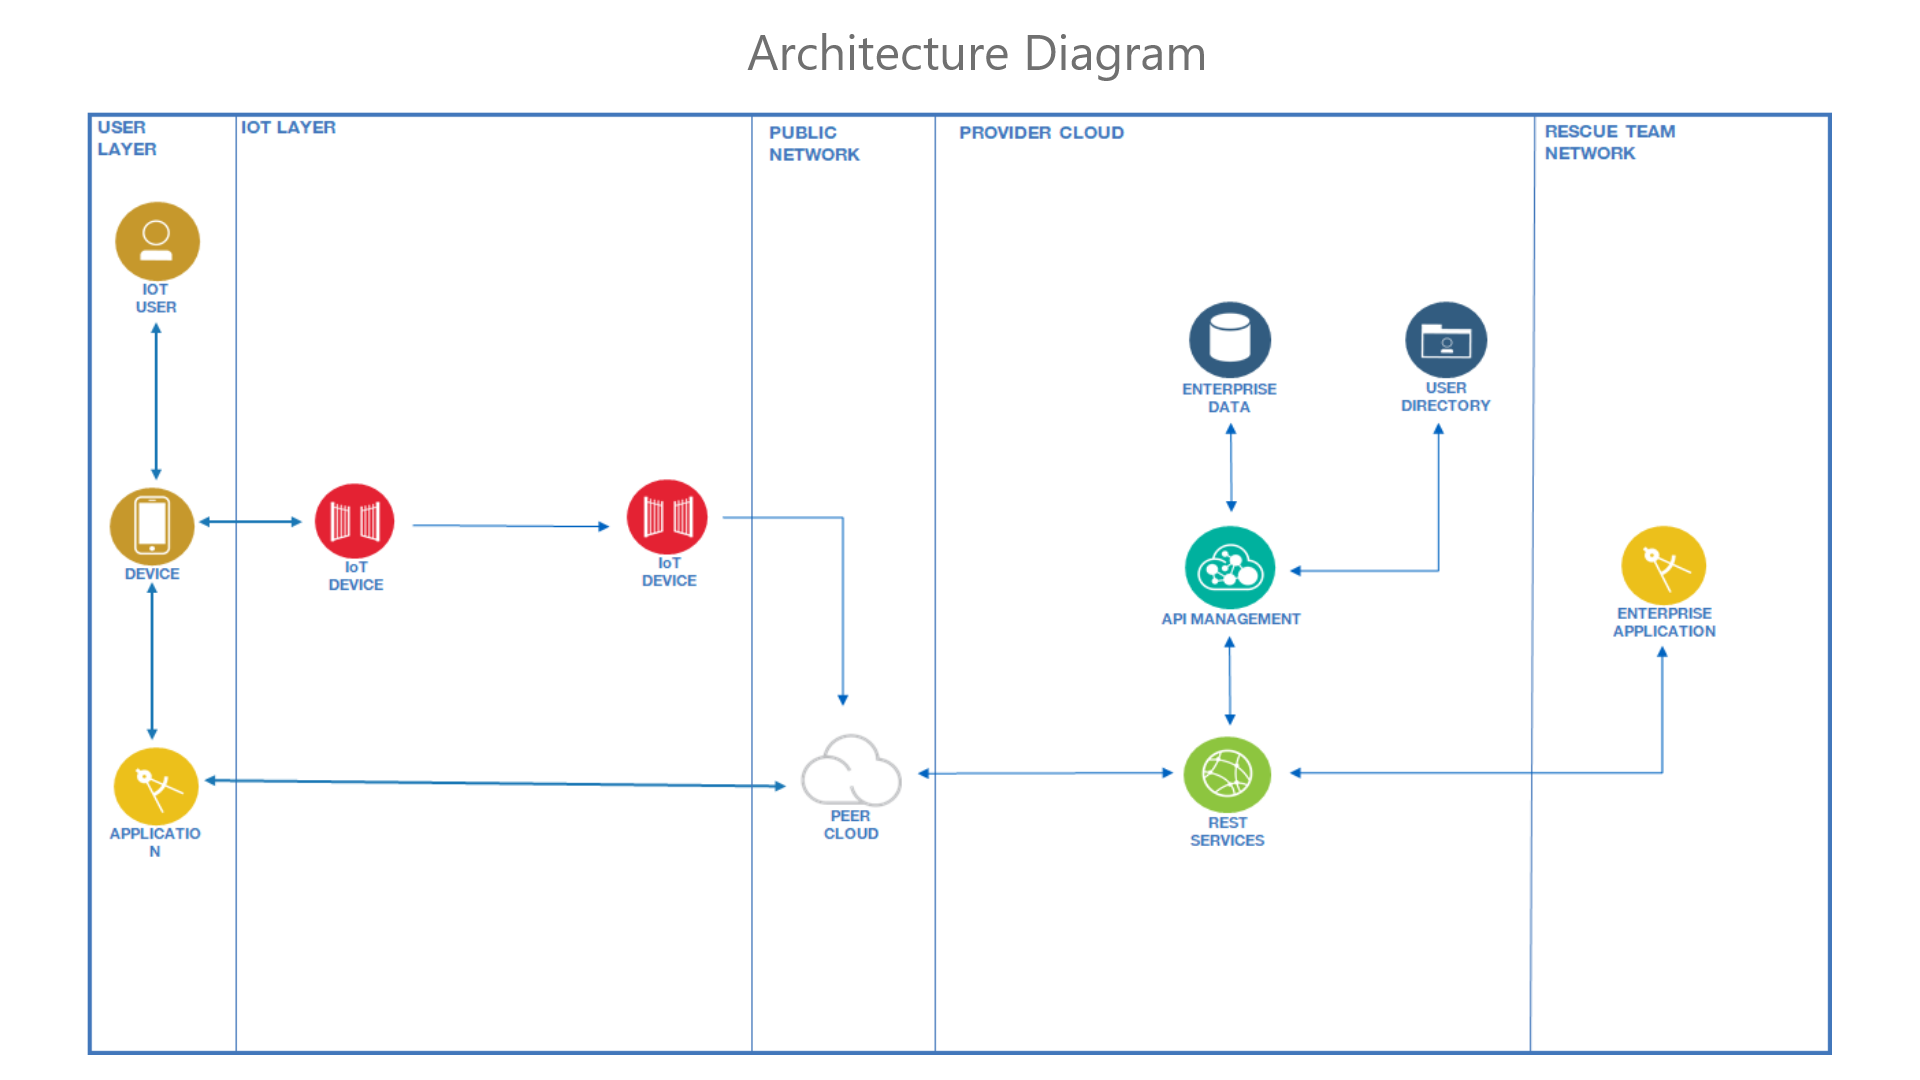 Architecture Diagram
USER
LAYER
IOT LAYER
PUBLIC
NETWORK
PROVIDER CLOUD
RESCUE TEAM
NETWORK
IOT
USER
ENTERPRISE
DATA
USER
DIRECTORY
DEVICE
IoT
DEVICE
IoT
DEVICE
API MANAGEMENT
ENTERPRISE
APPLICATION
APPLICATIO
N
PEER
CLOUD
REST
SERVICES